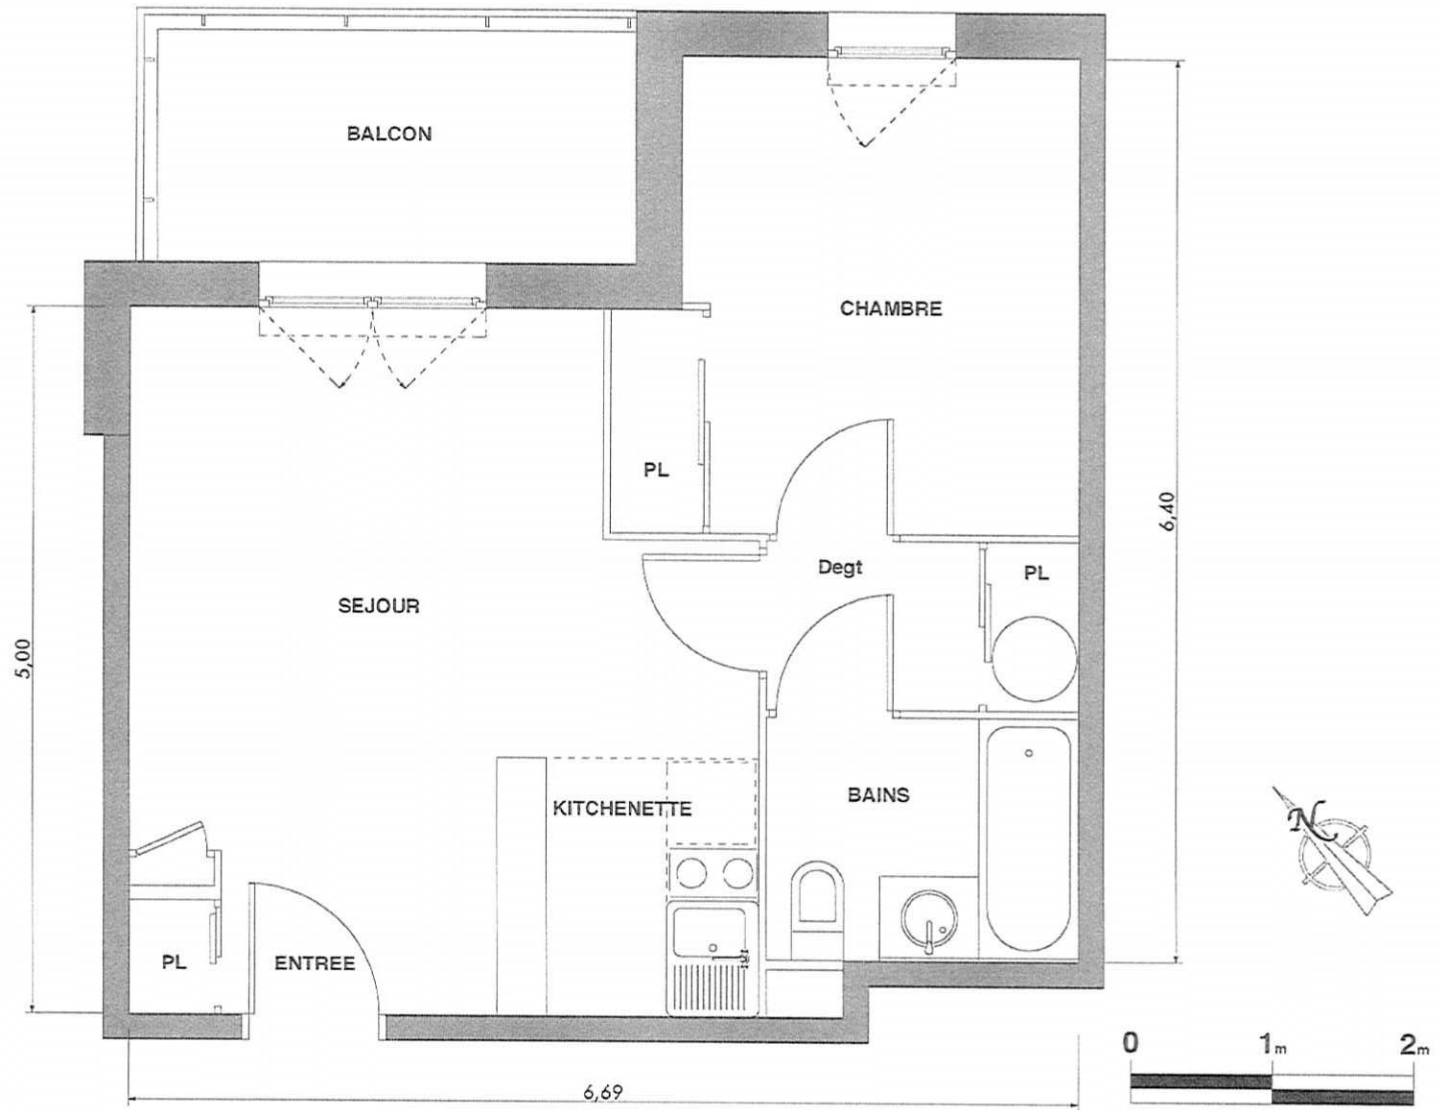 BALCON
CHAMBRE
PL
Degt
PL
SEJOUR
6,40
5,00
KITCHENETTE
BAINS
N
PL
ENTREE
0 1m 2m
6,69